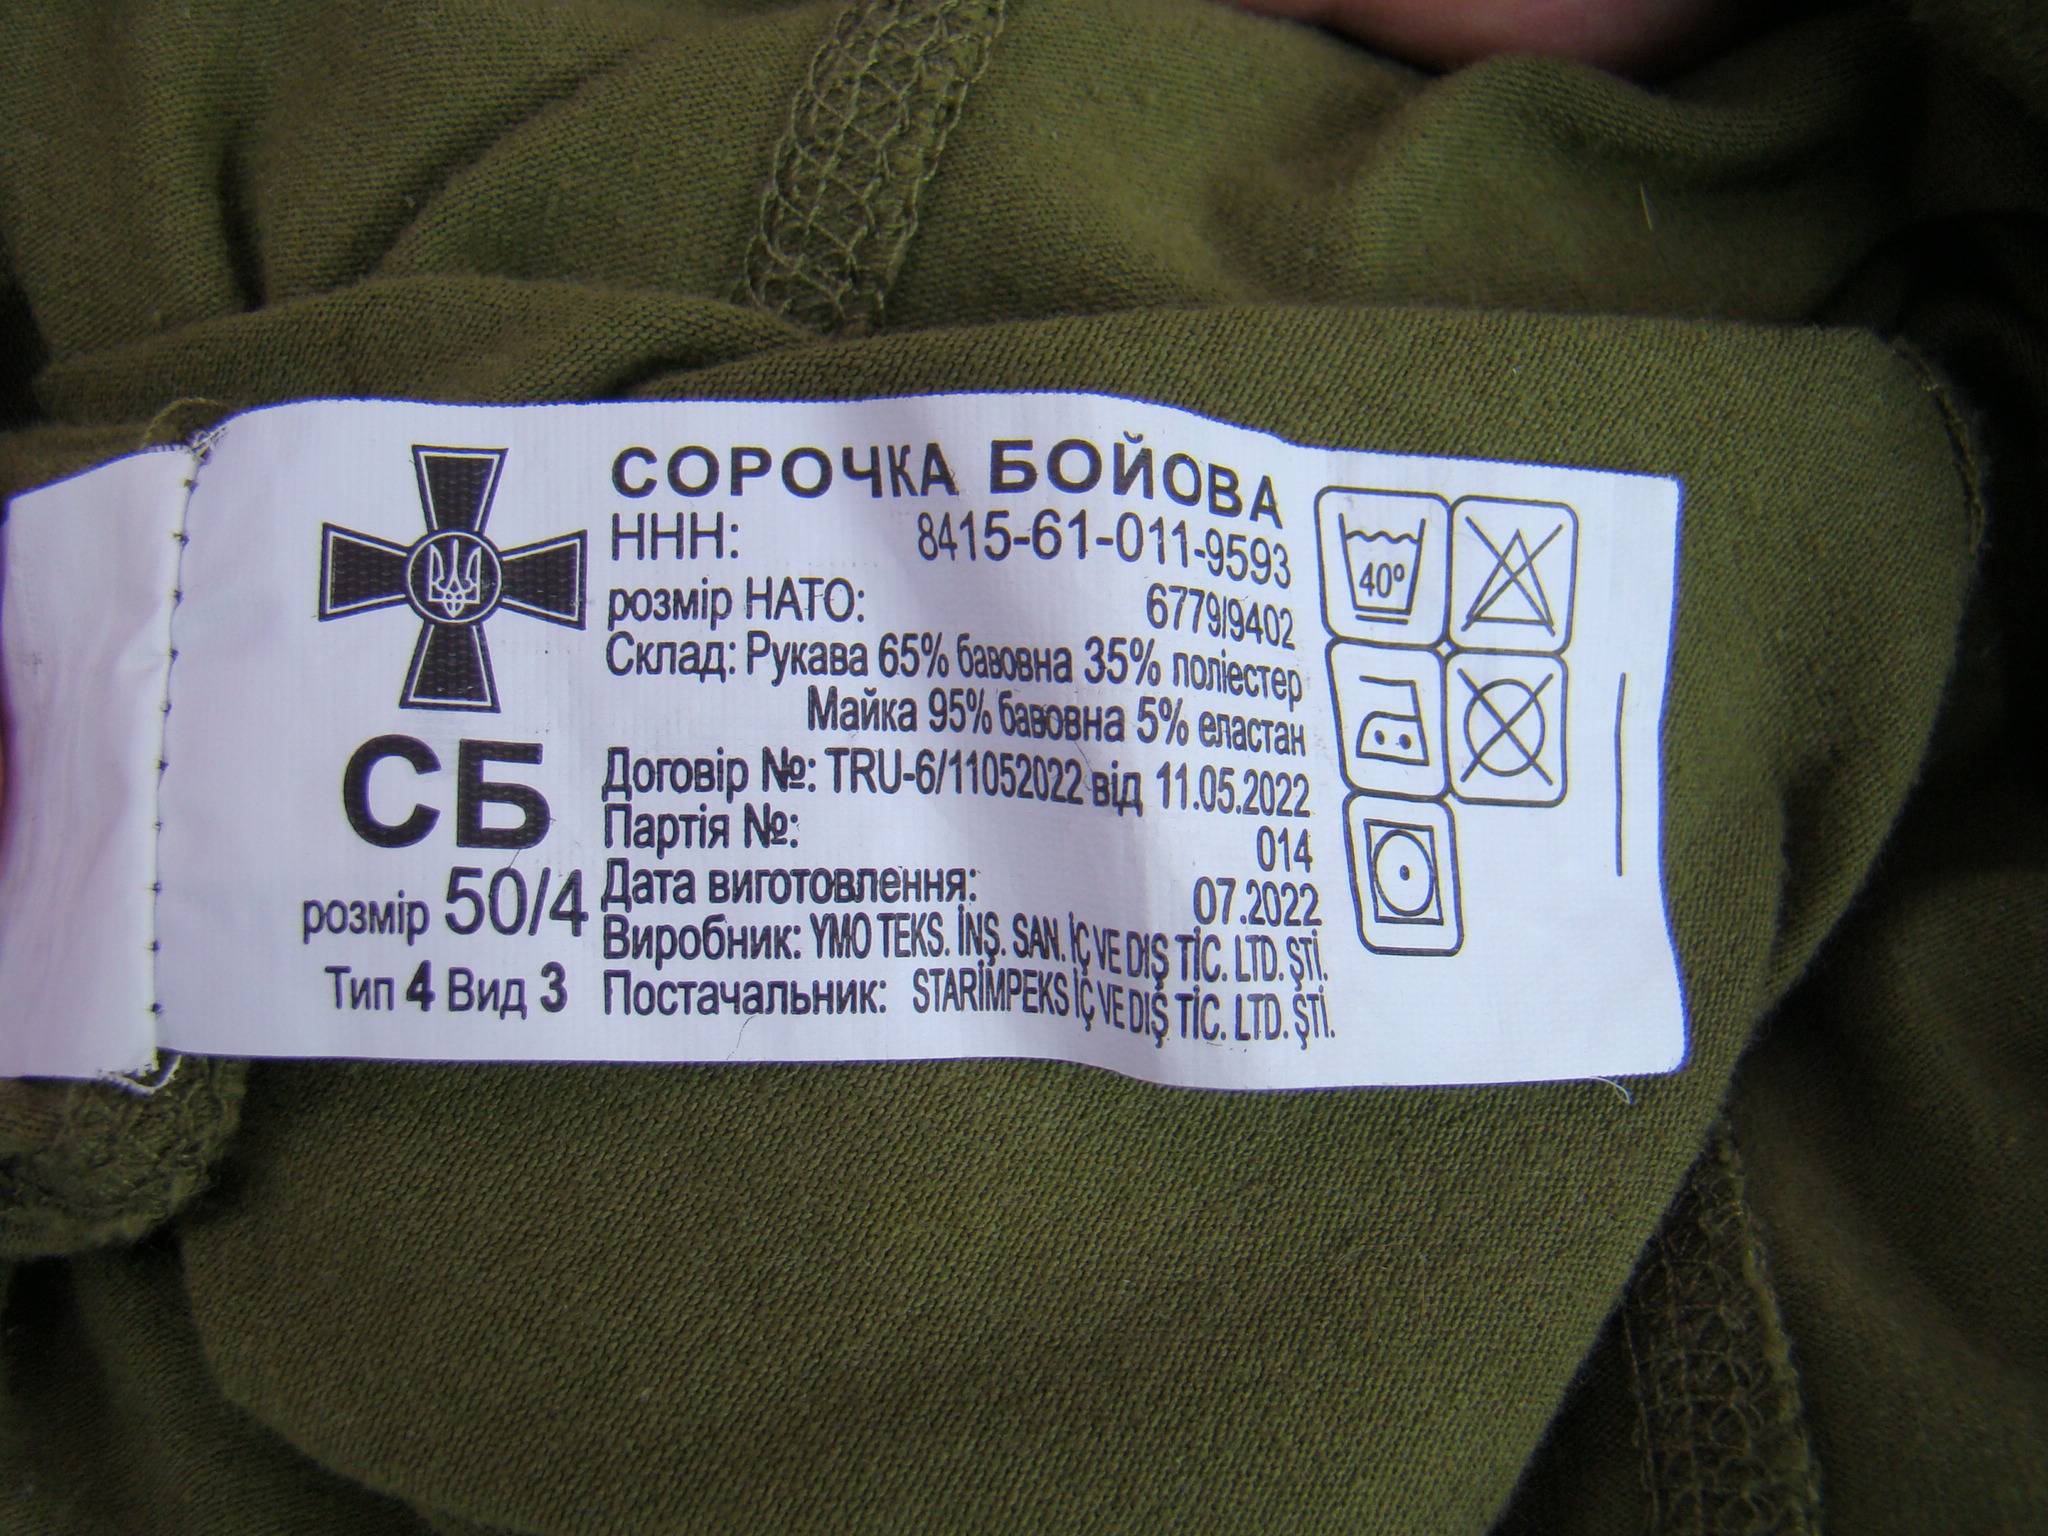 СОРОЧКА БОЙОВА
ННН: 8415-61-011-9593
розмір НАТО: 6779/9402
Склад: Рукава 65% бавовна 35% поліестер
Майка 95% бавовна 5% еластан
Договір №: TRU-6/11052022 від 11.05.2022
Партія №: 014
Дата виготовлення: 07.2022
Виробник: YMO TEKS. İNŞ. SAN. İÇ VE DIŞ TİC. LTD. ŞTİ.
Постачальник: STARİMPEKS İÇ VE DIŞ TİC. LTD. ŞTİ.
СБ
розмір 50/4
Тип 4 Вид 3
40º